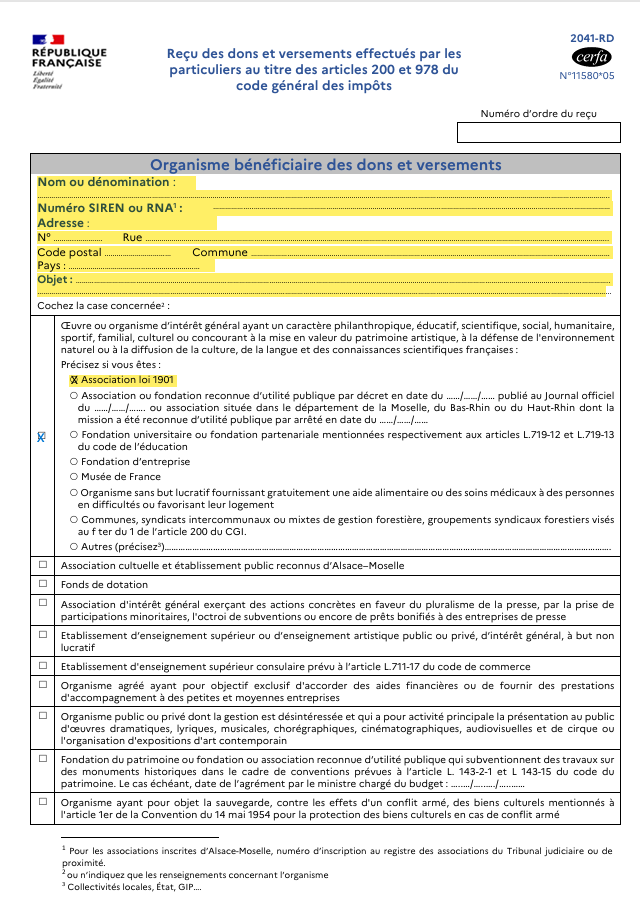 2041-RD
RÉPUBLIQUE
FRANÇAISE
Liberté
Égalité
Fraternité
Reçu des dons et versements effectués par les
particuliers au titre des articles 200 et 978 du
code général des impôts
cerfa
N°11580*05
Numéro d'ordre du reçu
Organisme bénéficiaire des dons et versements
Nom ou dénomination :
Numéro SIREN ou RNA¹ :
Adresse :
N° .................... Rue ....................
Code postal .................... Commune ....................
Pays : ....................
Objet : ....................
Cochez la case concernée² :
Œuvre ou organisme d'intérêt général ayant un caractère philanthropique, éducatif, scientifique, social, humanitaire,
sportif, familial, culturel ou concourant à la mise en valeur du patrimoine artistique, à la défense de l'environnement
naturel ou à la diffusion de la culture, de la langue et des connaissances scientifiques françaises :
Précisez si vous êtes :
X Association loi 1901
Association ou fondation reconnue d'utilité publique par décret en date du ....../....../...... publié au Journal officiel
du ....../....../....... ou association située dans le département de la Moselle, du Bas-Rhin ou du Haut-Rhin dont la
mission a été reconnue d'utilité publique par arrêté en date du ....../....../......
X
Fondation universitaire ou fondation partenariale mentionnées respectivement aux articles L.719-12 et L.719-13
du code de l'éducation
Fondation d'entreprise
Musée de France
Organisme sans but lucratif fournissant gratuitement une aide alimentaire ou des soins médicaux à des personnes
en difficultés ou favorisant leur logement
Communes, syndicats intercommunaux ou mixtes de gestion forestière, groupements syndicaux forestiers visés
au f ter du 1 de l'article 200 du CGI.
Autres (précisez³)....................
Association cultuelle et établissement public reconnus d'Alsace–Moselle
Fonds de dotation
Association d'intérêt général exerçant des actions concrètes en faveur du pluralisme de la presse, par la prise de
participations minoritaires, l'octroi de subventions ou encore de prêts bonifiés à des entreprises de presse
Etablissement d'enseignement supérieur ou d'enseignement artistique public ou privé, d'intérêt général, à but non
lucratif
Etablissement d'enseignement supérieur consulaire prévu à l'article L.711-17 du code de commerce
Organisme agréé ayant pour objectif exclusif d'accorder des aides financières ou de fournir des prestations
d'accompagnement à des petites et moyennes entreprises
Organisme public ou privé dont la gestion est désintéressée et qui a pour activité principale la présentation au public
d'œuvres dramatiques, lyriques, musicales, chorégraphiques, cinématographiques, audiovisuelles et de cirque ou
l'organisation d'expositions d'art contemporain
Fondation du patrimoine ou fondation ou association reconnue d'utilité publique qui subventionnent des travaux sur
des monuments historiques dans le cadre de conventions prévues à l'article L. 143-2-1 et L 143-15 du code du
patrimoine. Le cas échéant, date de l'agrément par le ministre chargé du budget : ......../......../.........
Organisme ayant pour objet la sauvegarde, contre les effets d'un conflit armé, des biens culturels mentionnés à
l'article 1er de la Convention du 14 mai 1954 pour la protection des biens culturels en cas de conflit armé
¹ Pour les associations inscrites d'Alsace-Moselle, numéro d'inscription au registre des associations du Tribunal judiciaire ou de
proximité.
² ou n'indiquez que les renseignements concernant l'organisme
³ Collectivités locales, État, GIP....